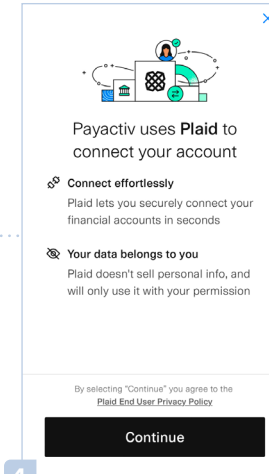 Payactiv uses Plaid to
connect your account
Connect effortlessly
Plaid lets you securely connect your
financial accounts in seconds
Your data belongs to you
Plaid doesn't sell personal info, and
will only use it with your permission
By selecting "Continue" you agree to the
Plaid End User Privacy Policy
Continue